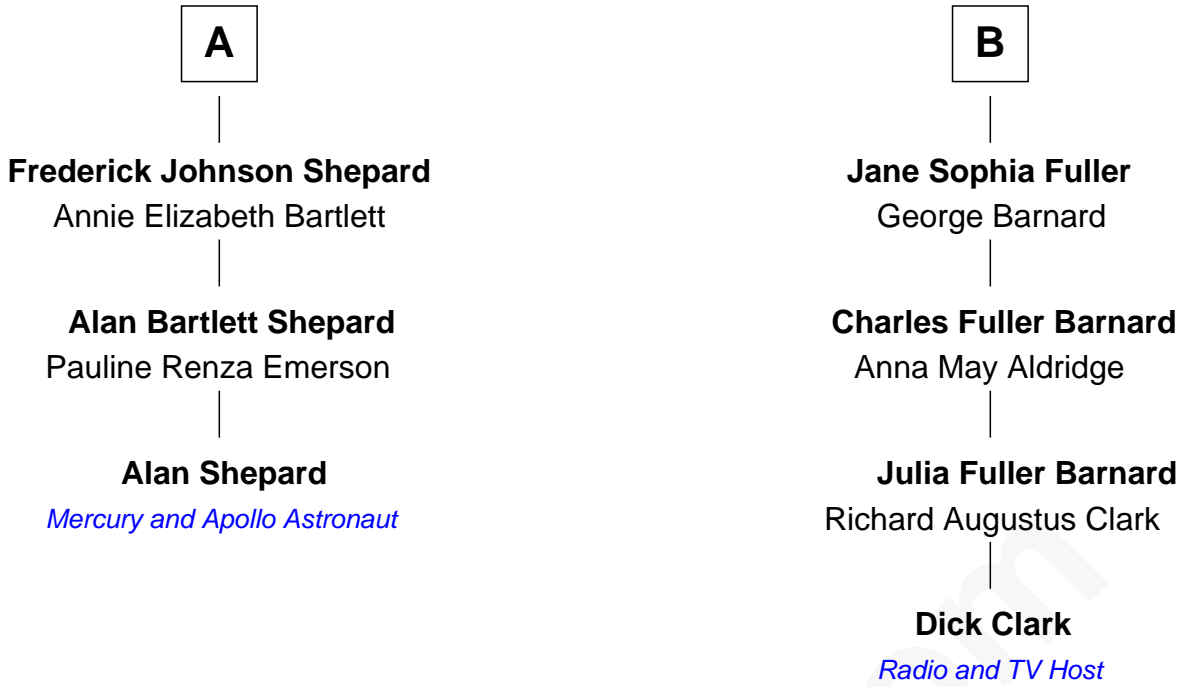 A
Frederick Johnson Shepard
Annie Elizabeth Bartlett
Alan Bartlett Shepard
Pauline Renza Emerson
Alan Shepard
Mercury and Apollo Astronaut
B
Jane Sophia Fuller
George Barnard
Charles Fuller Barnard
Anna May Aldridge
Julia Fuller Barnard
Richard Augustus Clark
Dick Clark
Radio and TV Host